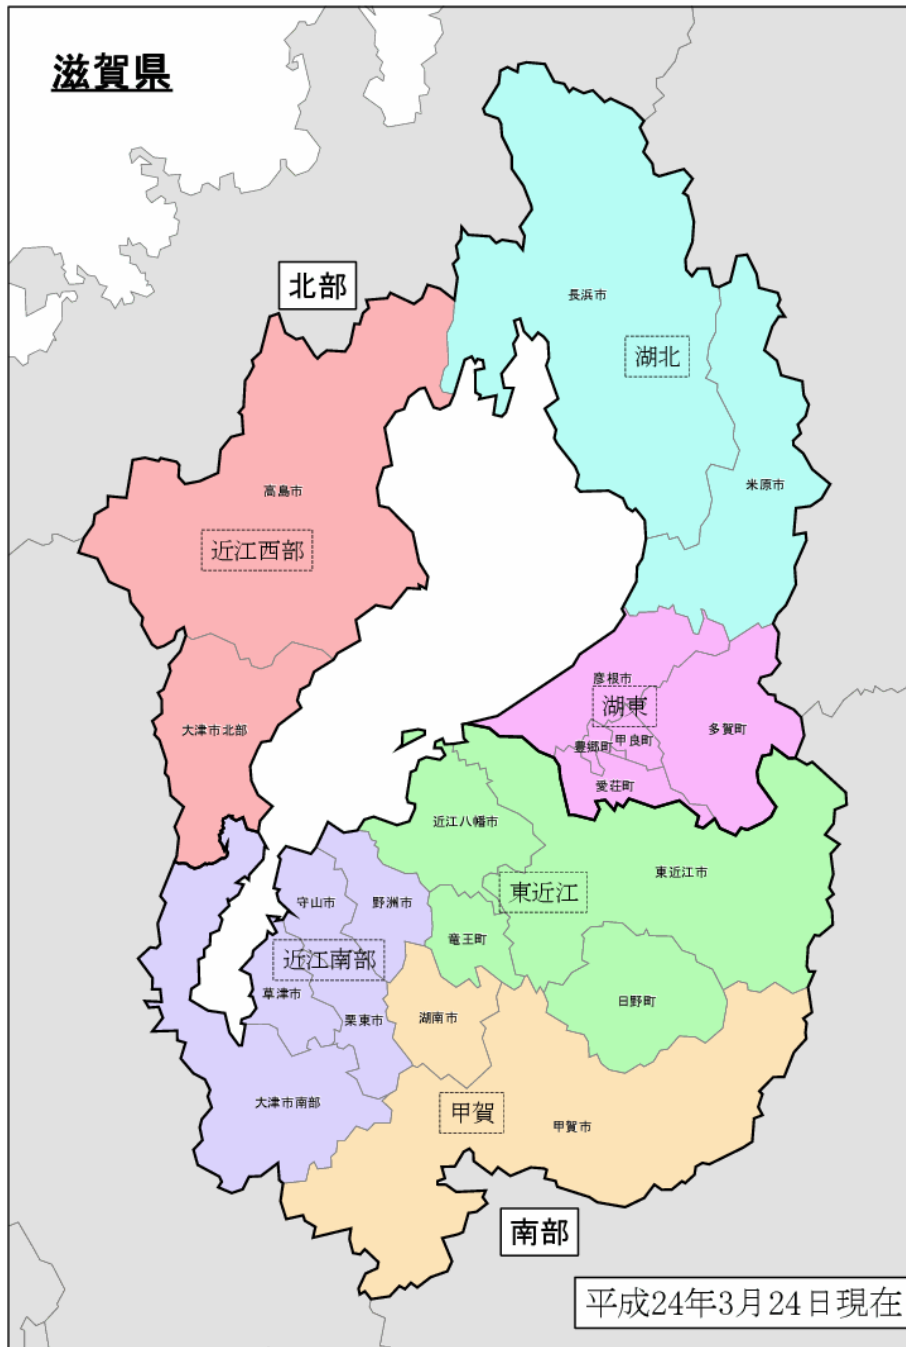 滋賀県
北部
長浜市
湖北
米原市
高島市
近江西部
大津市北部
彦根市
湖東
多賀町
甲良町
豊郷町
愛荘町
近江八幡市
東近江市
東近江
守山市
野洲市
竜王町
近江南部
草津市
栗東市
湖南市
日野町
大津市南部
甲賀
甲賀市
南部
平成24年3月24日現在